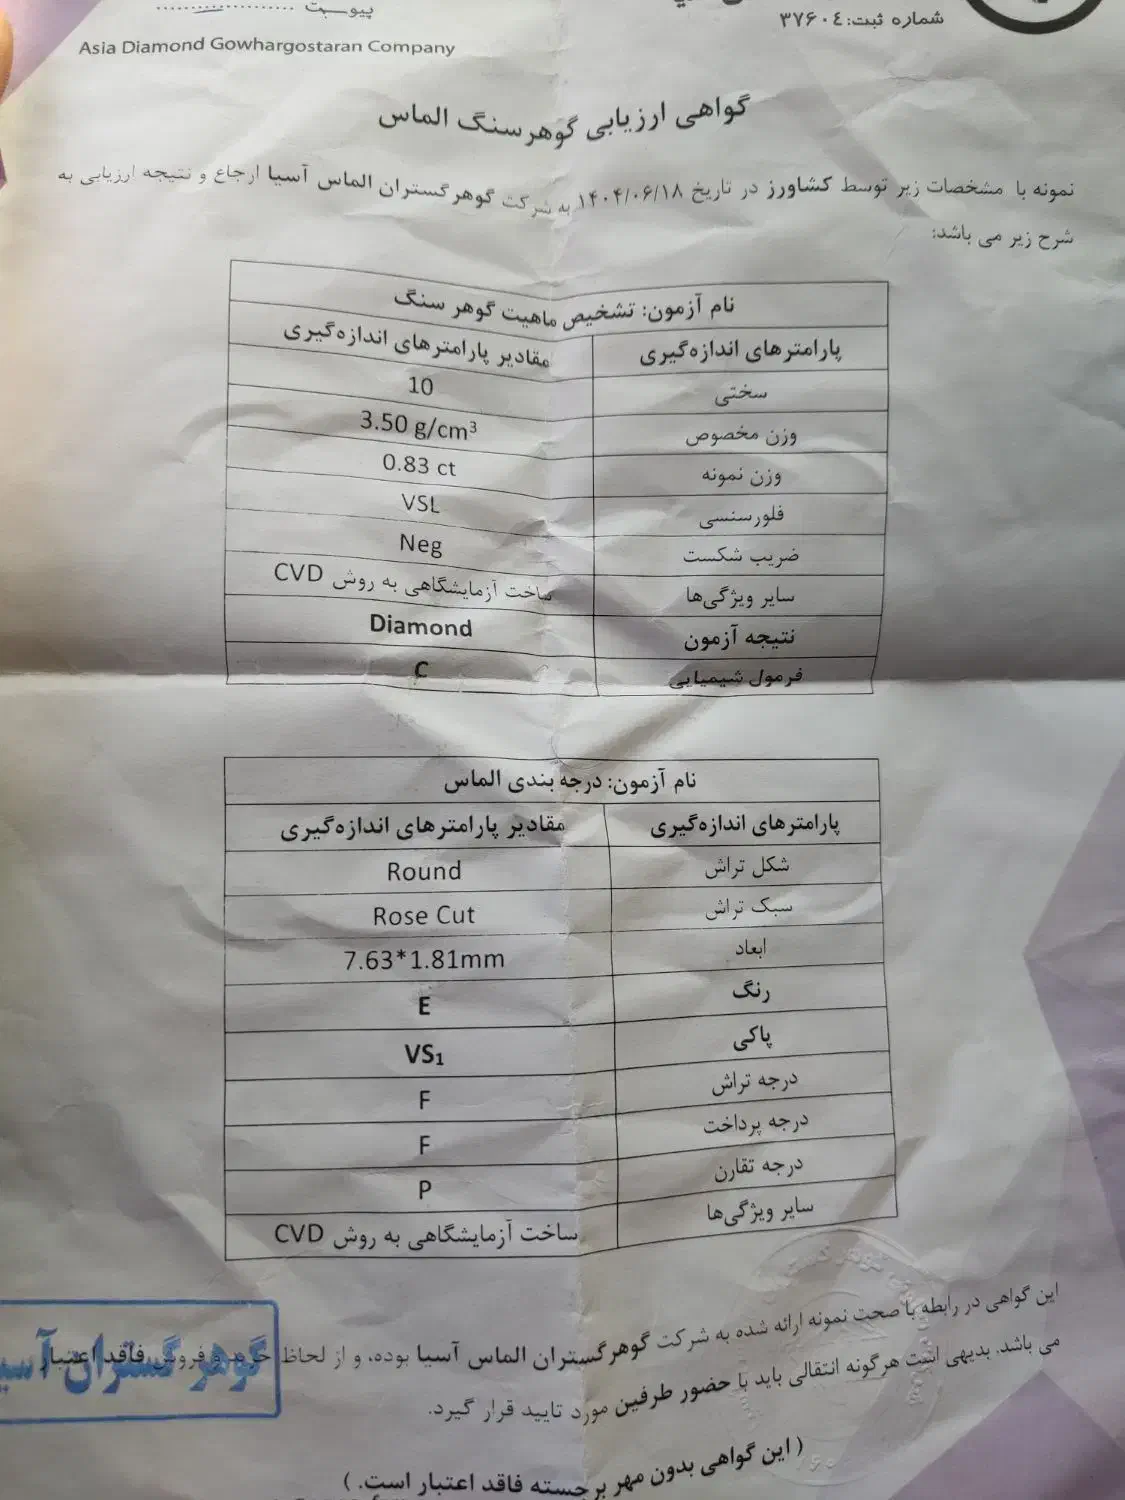 پیوست
شماره ثبت: ۳۷۶۰٤
Asia Diamond Gowhargostaran Company
گواهی ارزیابی گوهرسنگ الماس
نمونه با مشخصات زیر توسط کشاورز در تاریخ ۱۴۰۴/۰۶/۱۸ به شرکت گوهرگستران الماس آسیا ارجاع و نتیجه ارزیابی به
شرح زیر می باشد:
نام آزمون: تشخیص ماهیت گوهر سنگ
پارامترهای اندازه‌گیری مقادیر پارامترهای اندازه‌گیری
سختی 10
وزن مخصوص 3.50 g/cm³
وزن نمونه 0.83 ct
فلورسنسی VSL
ضریب شکست Neg
سایر ویژگی‌ها ساخت آزمایشگاهی به روش CVD
نتیجه آزمون Diamond
فرمول شیمیایی C
نام آزمون: درجه بندی الماس
پارامترهای اندازه‌گیری مقادیر پارامترهای اندازه‌گیری
شکل تراش Round
سبک تراش Rose Cut
ابعاد 7.63*1.81mm
رنگ E
پاکی VS₁
درجه تراش F
درجه پرداخت F
درجه تقارن P
سایر ویژگی‌ها ساخت آزمایشگاهی به روش CVD
این گواهی در رابطه با صحت نمونه ارائه شده به شرکت گوهرگستران الماس آسیا بوده، و از لحاظ خرید و فروش فاقد اعتبار
می باشد. بدیهی است هرگونه انتقالی باید با حضور طرفین مورد تایید قرار گیرد.
گوهر گستران آسیا
( این گواهی بدون مهر برجسته فاقد اعتبار است. )